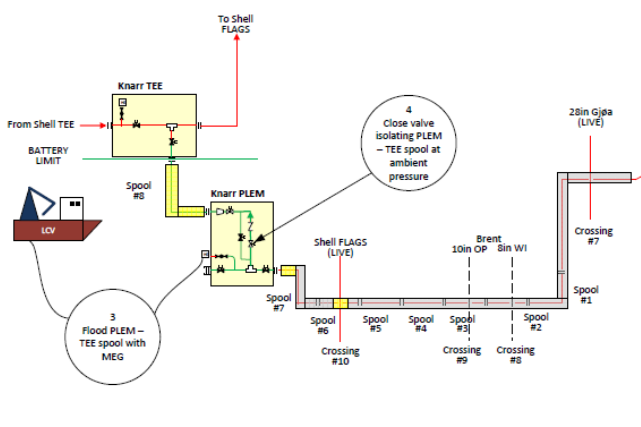 To Shell
FLAGS
Knarr TEE
From Shell TEE
BATTERY
LIMIT
Spool
#8
Knarr PLEM
LCV
4
Close valve
isolating PLEM
– TEE spool at
ambient
pressure
28in Gjøa
(LIVE)
Crossing
#7
Shell FLAGS
(LIVE)
Brent
10in OP
8in WI
Spool
#7
Spool
#6
Spool
#5
Spool
#4
Spool
#3
Spool
#2
Spool
#1
3
Flood PLEM –
TEE spool with
MEG
Crossing
#10
Crossing
#9
Crossing
#8